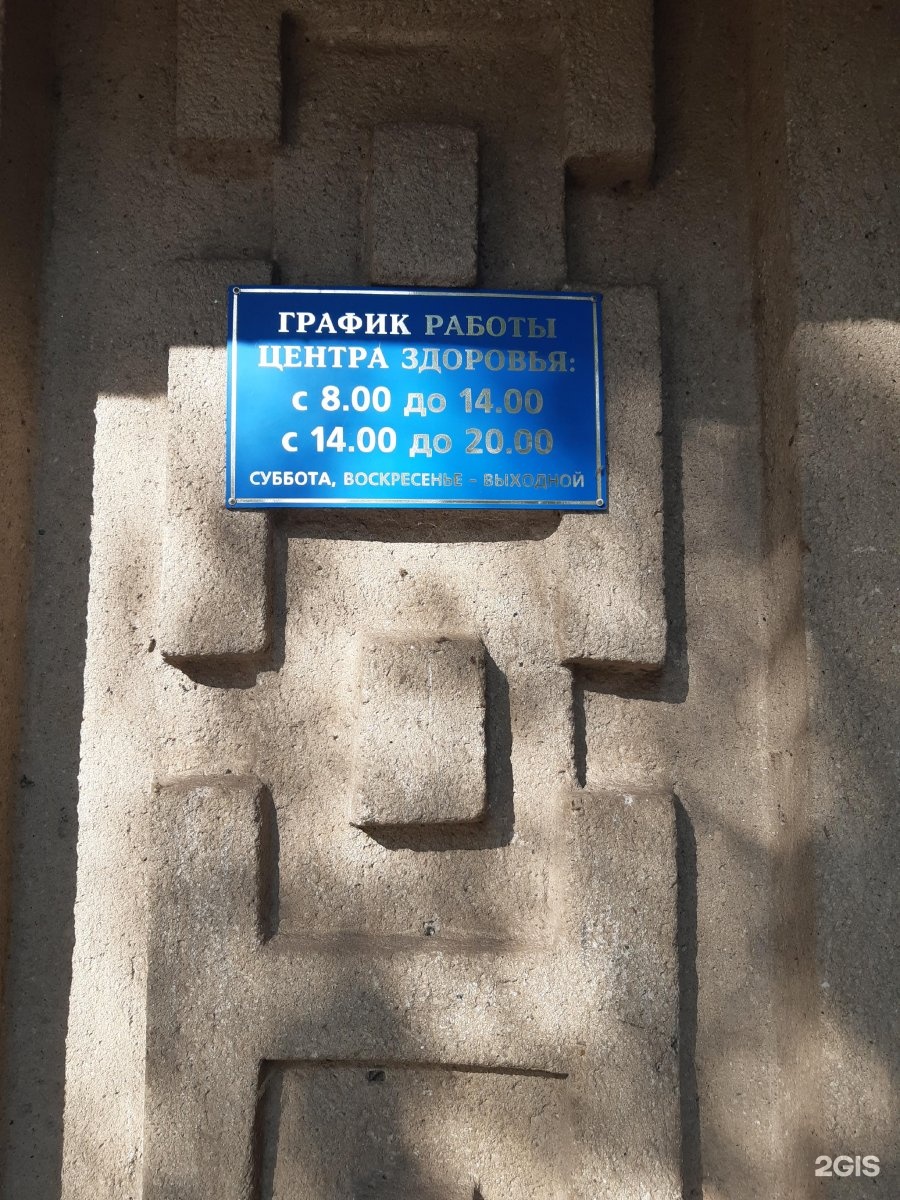 ГРАФИК РАБОТЫ
ЦЕНТРА ЗДОРОВЬЯ:
с 8.00 до 14.00
с 14.00 до 20.00
СУББОТА, ВОСКРЕСЕНЬЕ - ВЫХОДНОЙ
2GIS